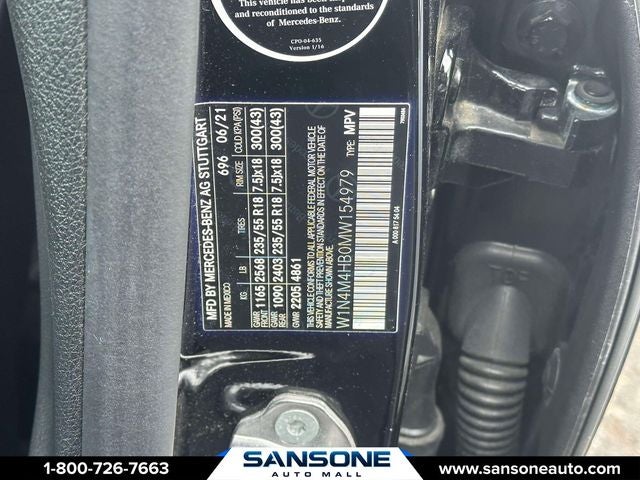 This vehicle has been
and reconditioned to the standards of
Mercedes-Benz.
CPO-04-635
Version 1/16
MFD BY MERCEDES-BENZ AG STUTTGART
MADE IN MEXICO 696 06/21
KG LB TIRES RIM SIZE COLD KPA (PSI)
GAWR FRONT 1165 2568 235/55 R18 7.5Jx18 300(43)
GAWR REAR 1090 2403 235/55 R18 7.5Jx18 300(43)
GVWR 2205 4861
THIS VEHICLE CONFORMS TO ALL APPLICABLE FEDERAL MOTOR VEHICLE
SAFETY AND THEFT PREVENTION STANDARDS IN EFFECT ON THE DATE OF
MANUFACTURE SHOWN ABOVE.
W1N4M4HB0MW154979 TYPE: MPV
A 000 817 54 04
TOP
1-800-726-7663
SANSONE
AUTO MALL
www.sansoneauto.com